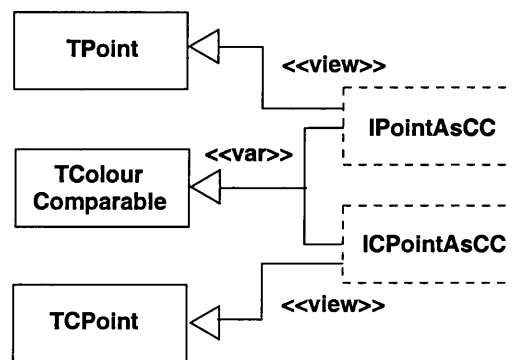 TPoint
<<view>>
IPointAsCC
<<var>>
TColour
Comparable
ICPointAsCC
TCPoint
<<view>>